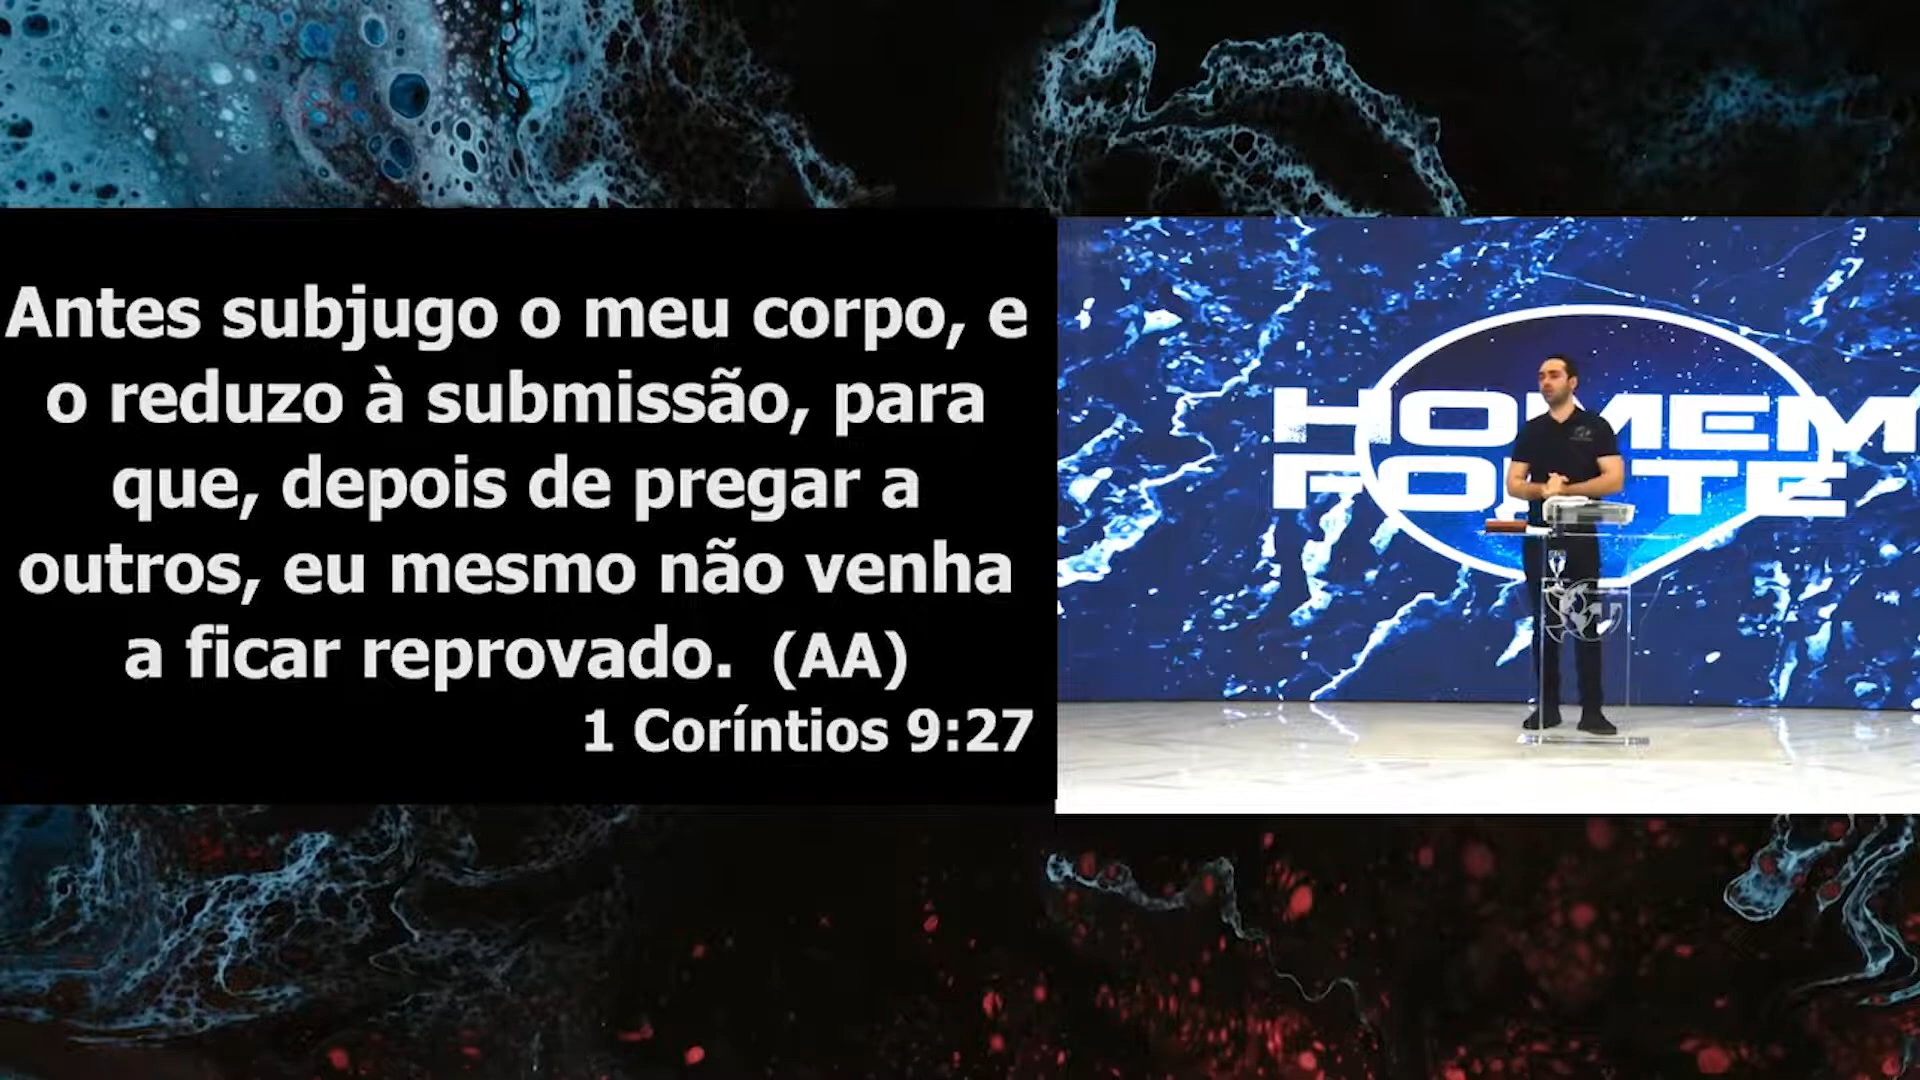 Antes subjugo o meu corpo, e
o reduzo à submissão, para
que, depois de pregar a
outros, eu mesmo não venha
a ficar reprovado. (AA)
1 Coríntios 9:27
HOMEM
FORTE